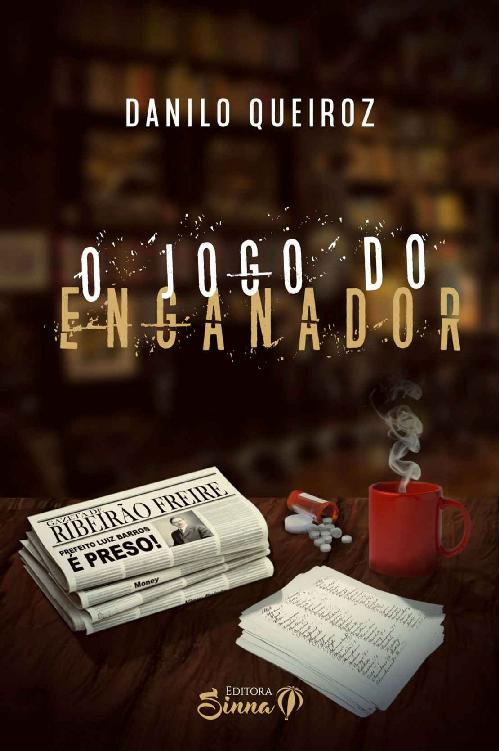 DANILO QUEIROZ
O JOGO DO
ENGANADOR
GAZETA DE
RIBEIRÃO FREIRE
PREFEITO LUIZ BARROS
É PRESO!
Money
EDITORA
Sinna